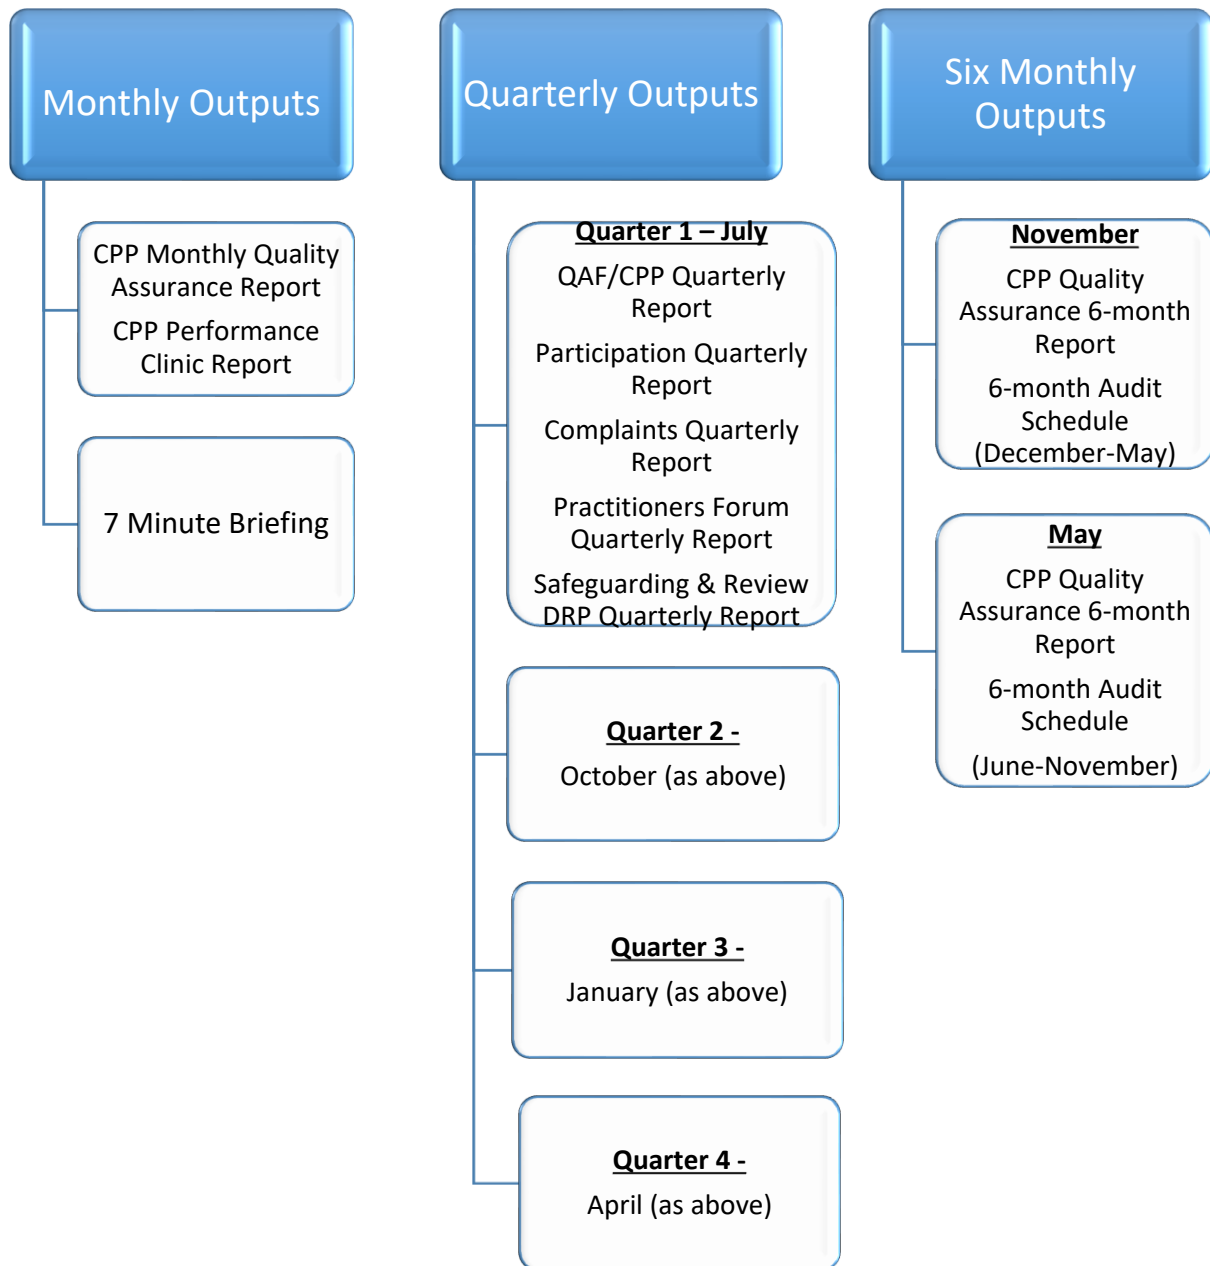 Monthly Outputs
CPP Monthly Quality
Assurance Report
CPP Performance
Clinic Report
7 Minute Briefing
Quarterly Outputs
Quarter 1 – July
QAF/CPP Quarterly
Report
Participation Quarterly
Report
Complaints Quarterly
Report
Practitioners Forum
Quarterly Report
Safeguarding & Review
DRP Quarterly Report
Quarter 2 -
October (as above)
Quarter 3 -
January (as above)
Quarter 4 -
April (as above)
Six Monthly
Outputs
November
CPP Quality
Assurance 6-month
Report
6-month Audit
Schedule
(December-May)
May
CPP Quality
Assurance 6-month
Report
6-month Audit
Schedule
(June-November)